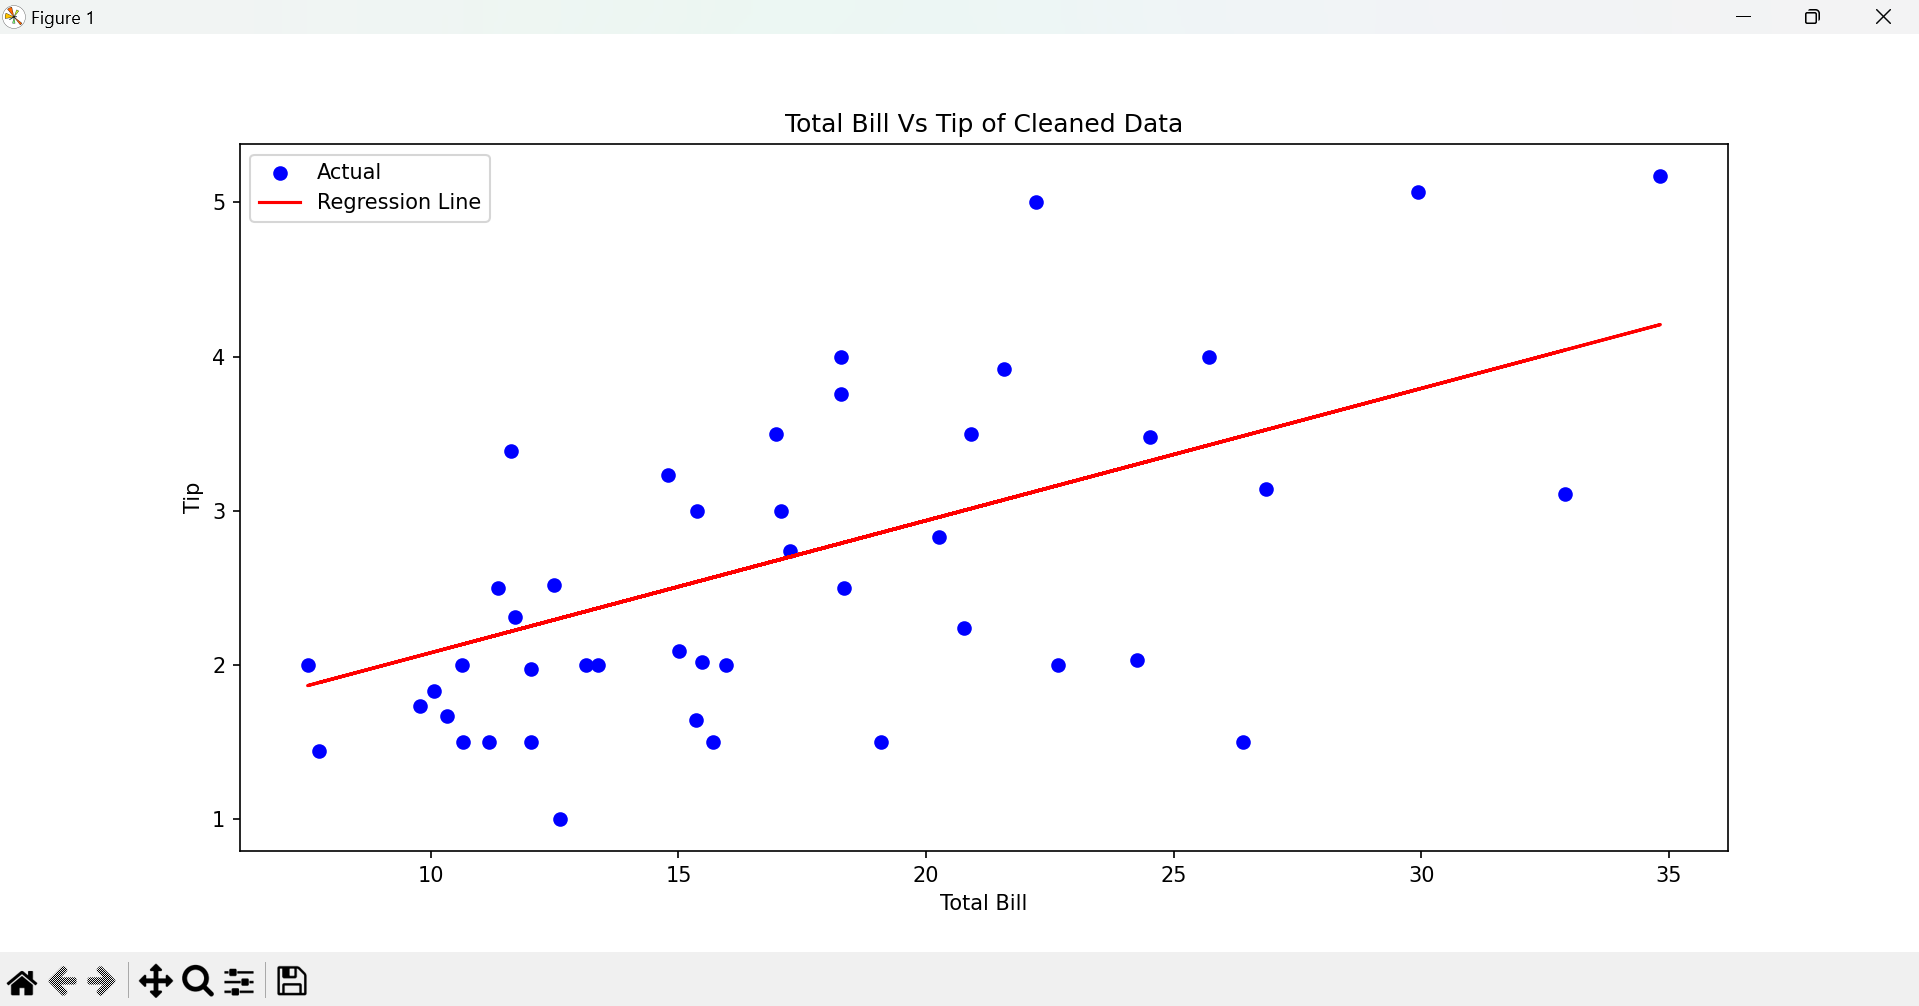 Figure 1
Total Bill Vs Tip of Cleaned Data
Actual
Regression Line
5
4
3
2
1
Tip
10 15 20 25 30 35
Total Bill